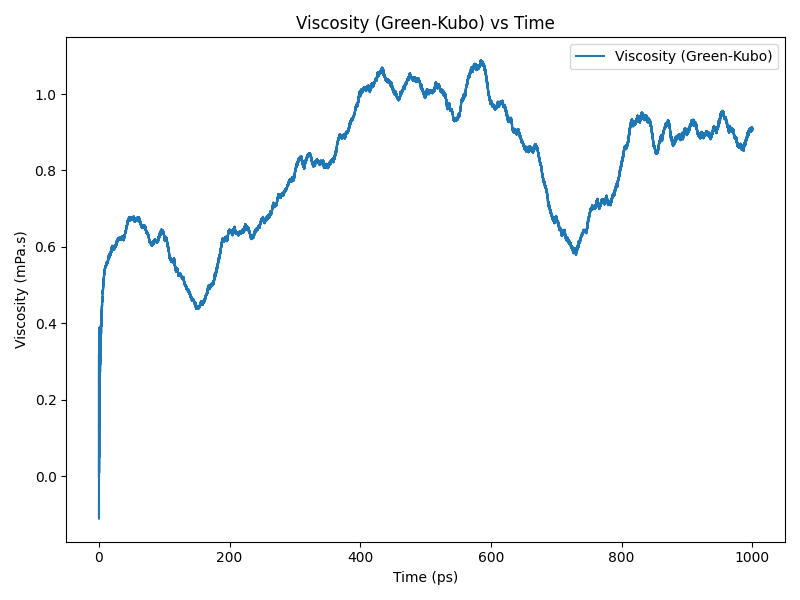 Viscosity (Green-Kubo) vs Time
Viscosity (Green-Kubo)
Viscosity (mPa.s)
1.0
0.8
0.6
0.4
0.2
0.0
0 200 400 600 800 1000
Time (ps)